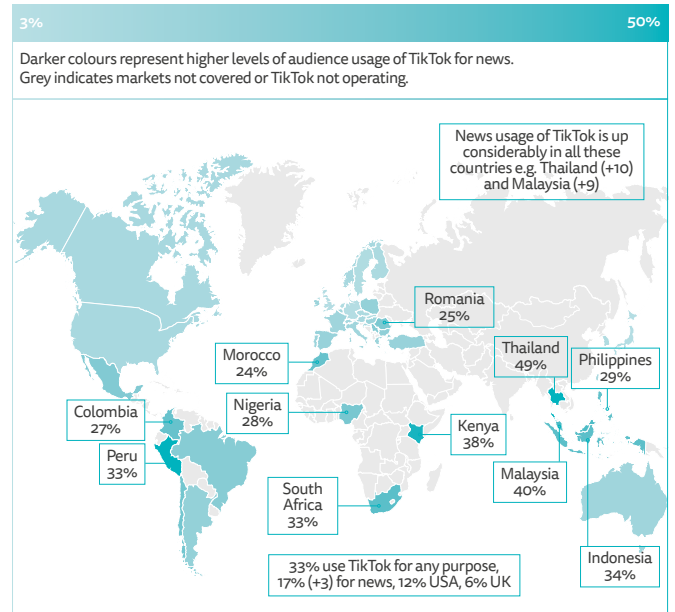 3%
50%
Darker colours represent higher levels of audience usage of TikTok for news.
Grey indicates markets not covered or TikTok not operating.
News usage of TikTok is up
considerably in all these
countries e.g. Thailand (+10)
and Malaysia (+9)
Romania
25%
Morocco
24%
Thailand
49%
Philippines
29%
Colombia
27%
Nigeria
28%
Kenya
38%
Peru
33%
Malaysia
40%
South
Africa
33%
Indonesia
34%
33% use TikTok for any purpose,
17% (+3) for news, 12% USA, 6% UK